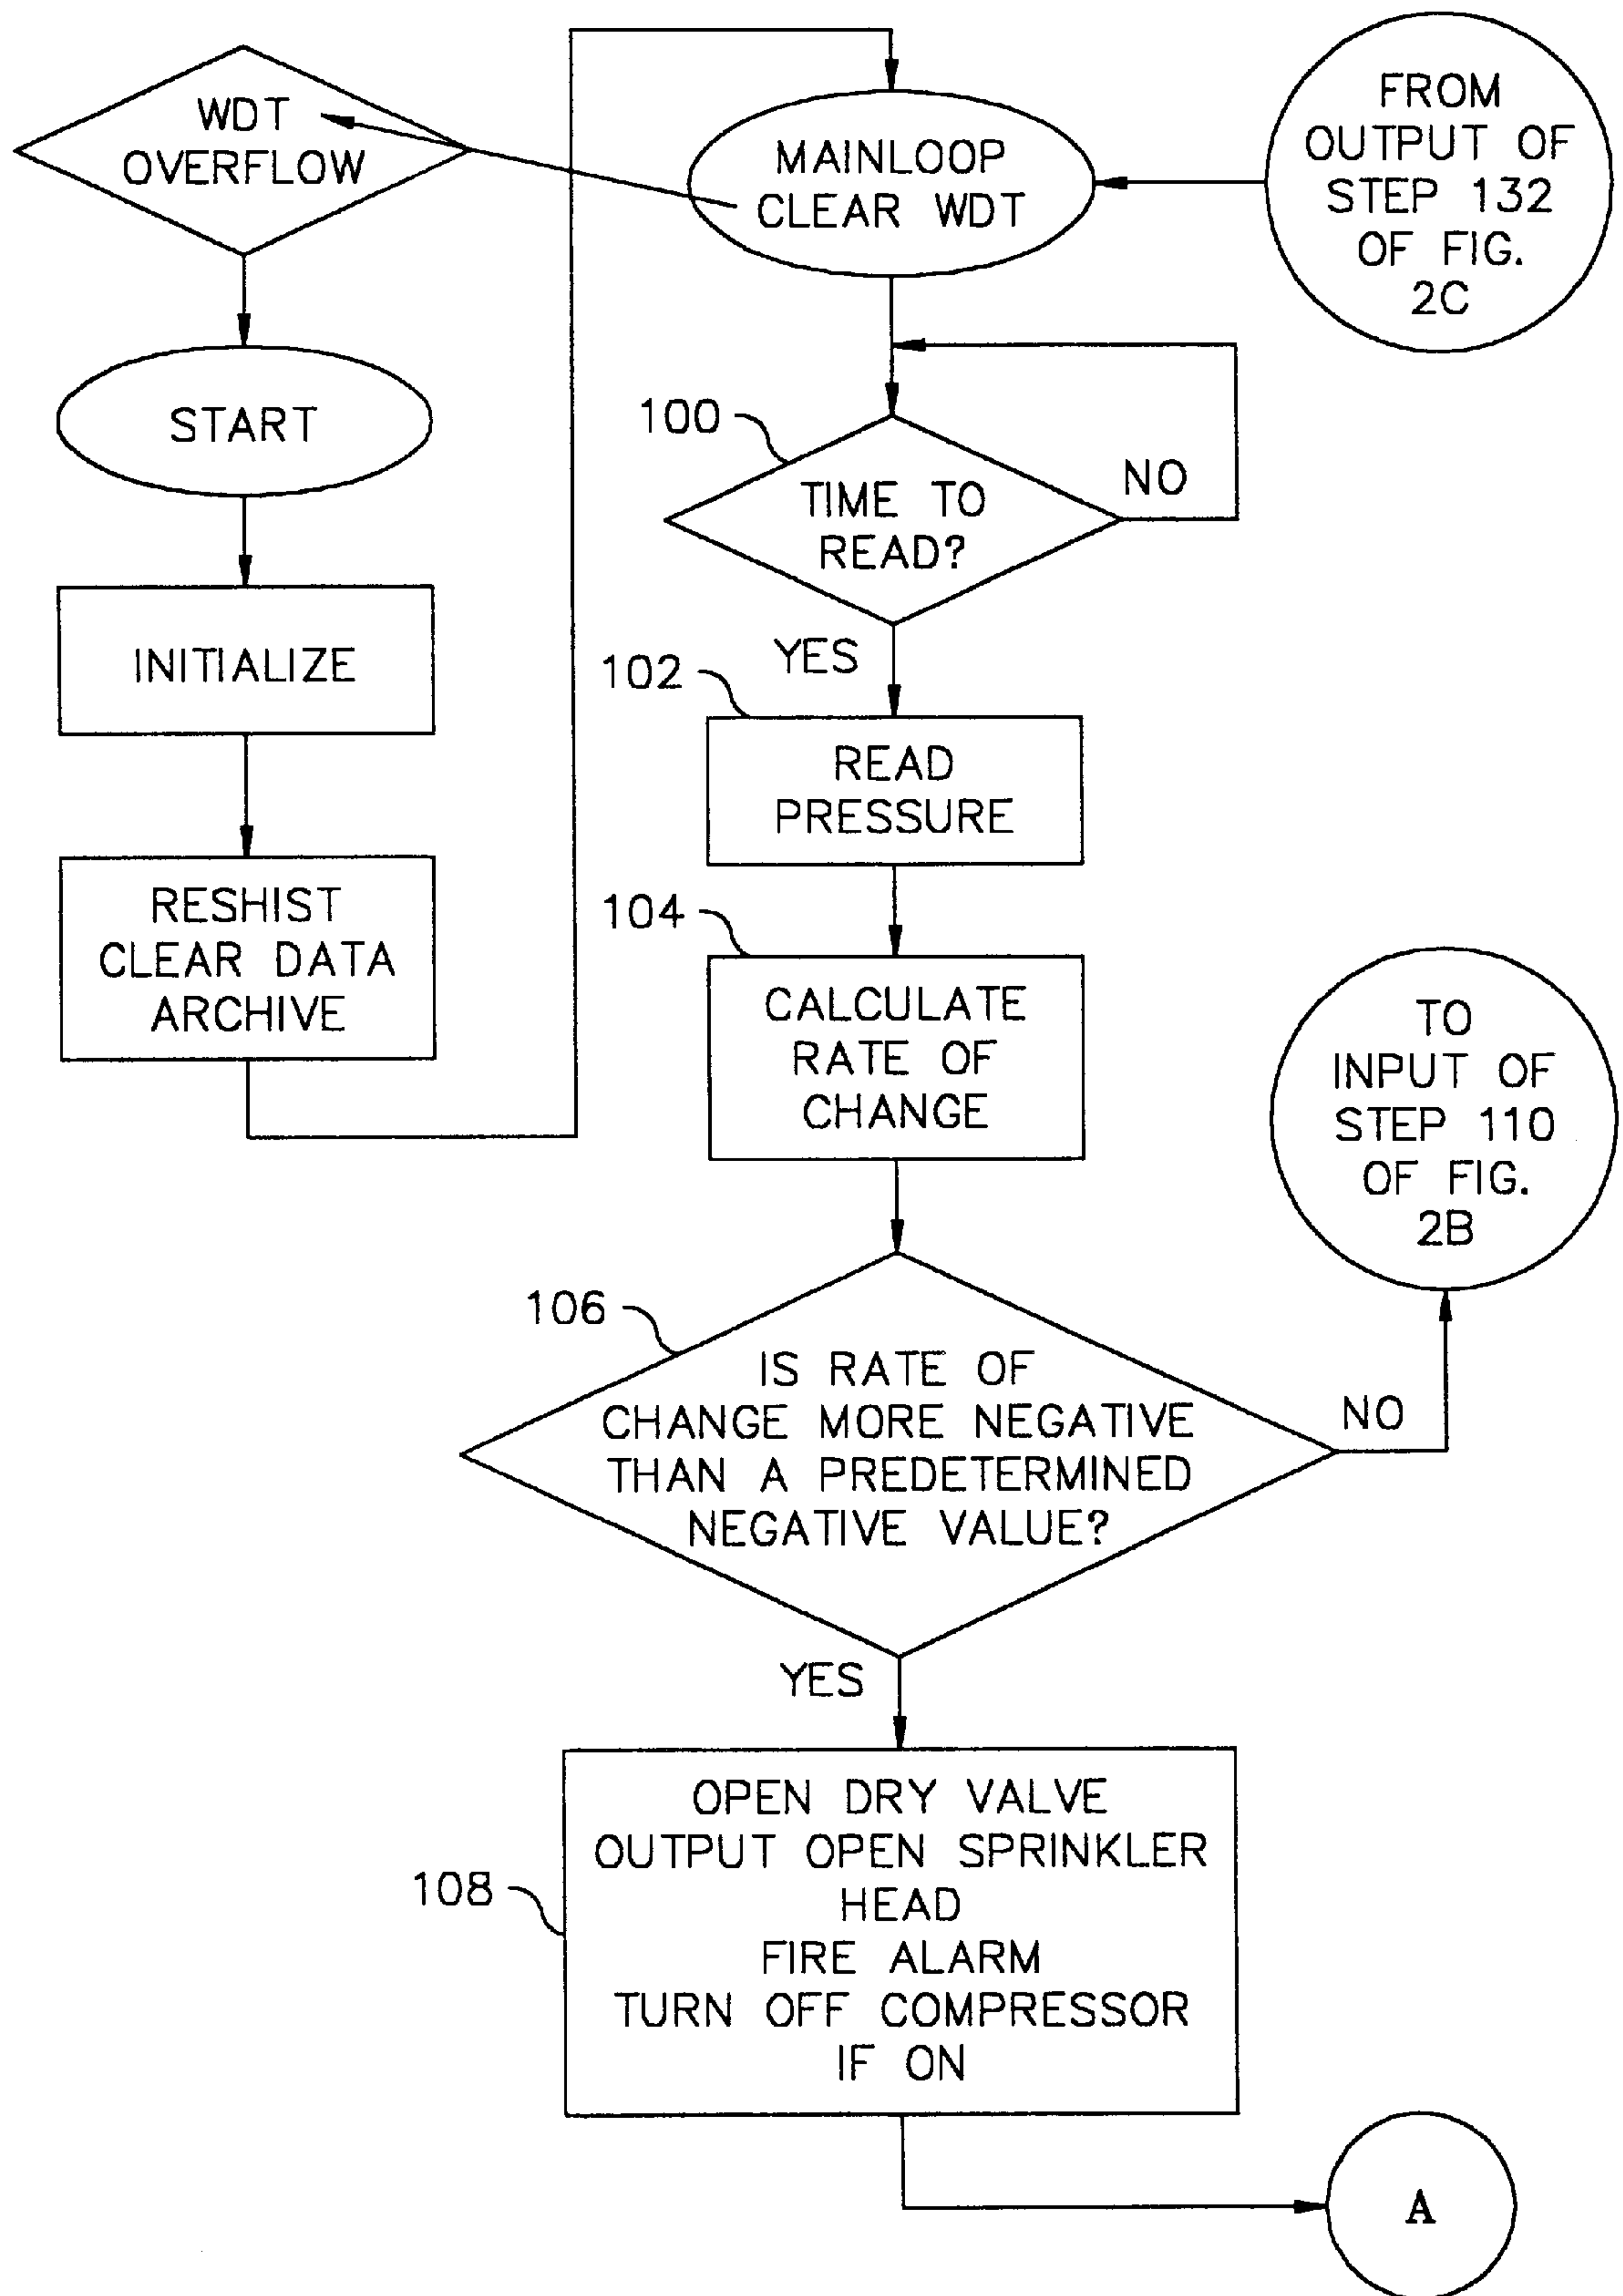 WDT
OVERFLOW
START
INITIALIZE
RESHIST
CLEAR DATA
ARCHIVE
MAINLOOP
CLEAR WDT
FROM
OUTPUT OF
STEP 132
OF FIG.
2C
100
TIME TO
READ?
NO
YES
102
READ
PRESSURE
104
CALCULATE
RATE OF
CHANGE
TO
INPUT OF
STEP 110
OF FIG.
2B
106
IS RATE OF
CHANGE MORE NEGATIVE
THAN A PREDETERMINED
NEGATIVE VALUE?
NO
YES
108
OPEN DRY VALVE
OUTPUT OPEN SPRINKLER
HEAD
FIRE ALARM
TURN OFF COMPRESSOR
IF ON
A